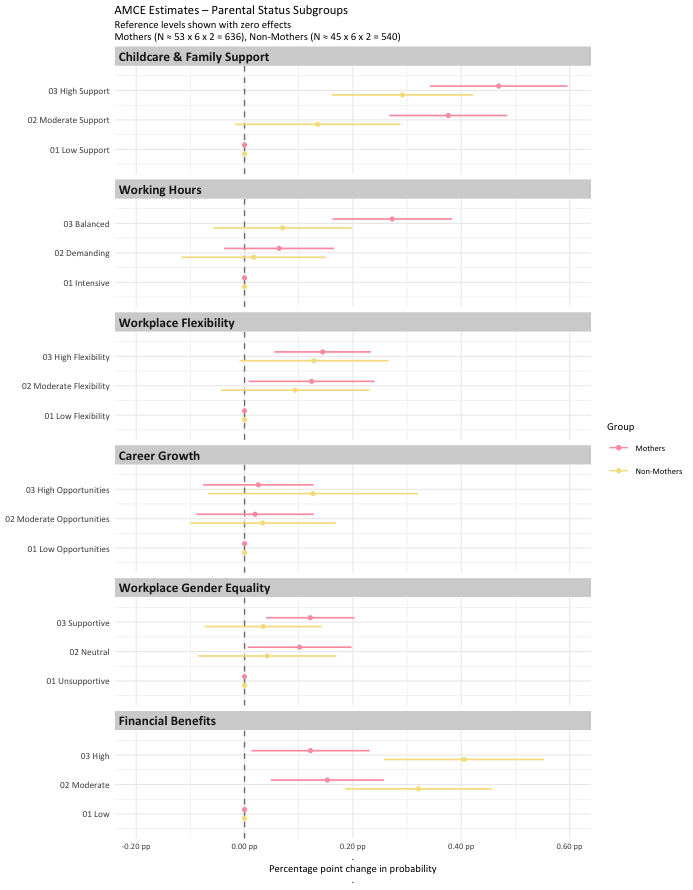 AMCE Estimates – Parental Status Subgroups
Reference levels shown with zero effects
Mothers (N ≈ 53 x 6 x 2 = 636), Non-Mothers (N ≈ 45 x 6 x 2 = 540)
Childcare & Family Support
03 High Support
02 Moderate Support
01 Low Support
Working Hours
03 Balanced
02 Demanding
01 Intensive
Workplace Flexibility
03 High Flexibility
02 Moderate Flexibility
01 Low Flexibility
Group
Mothers
Non-Mothers
Career Growth
03 High Opportunities
02 Moderate Opportunities
01 Low Opportunities
Workplace Gender Equality
03 Supportive
02 Neutral
01 Unsupportive
Financial Benefits
03 High
02 Moderate
01 Low
-0.20 pp 0.00 pp 0.20 pp 0.40 pp 0.60 pp
.
Percentage point change in probability
.